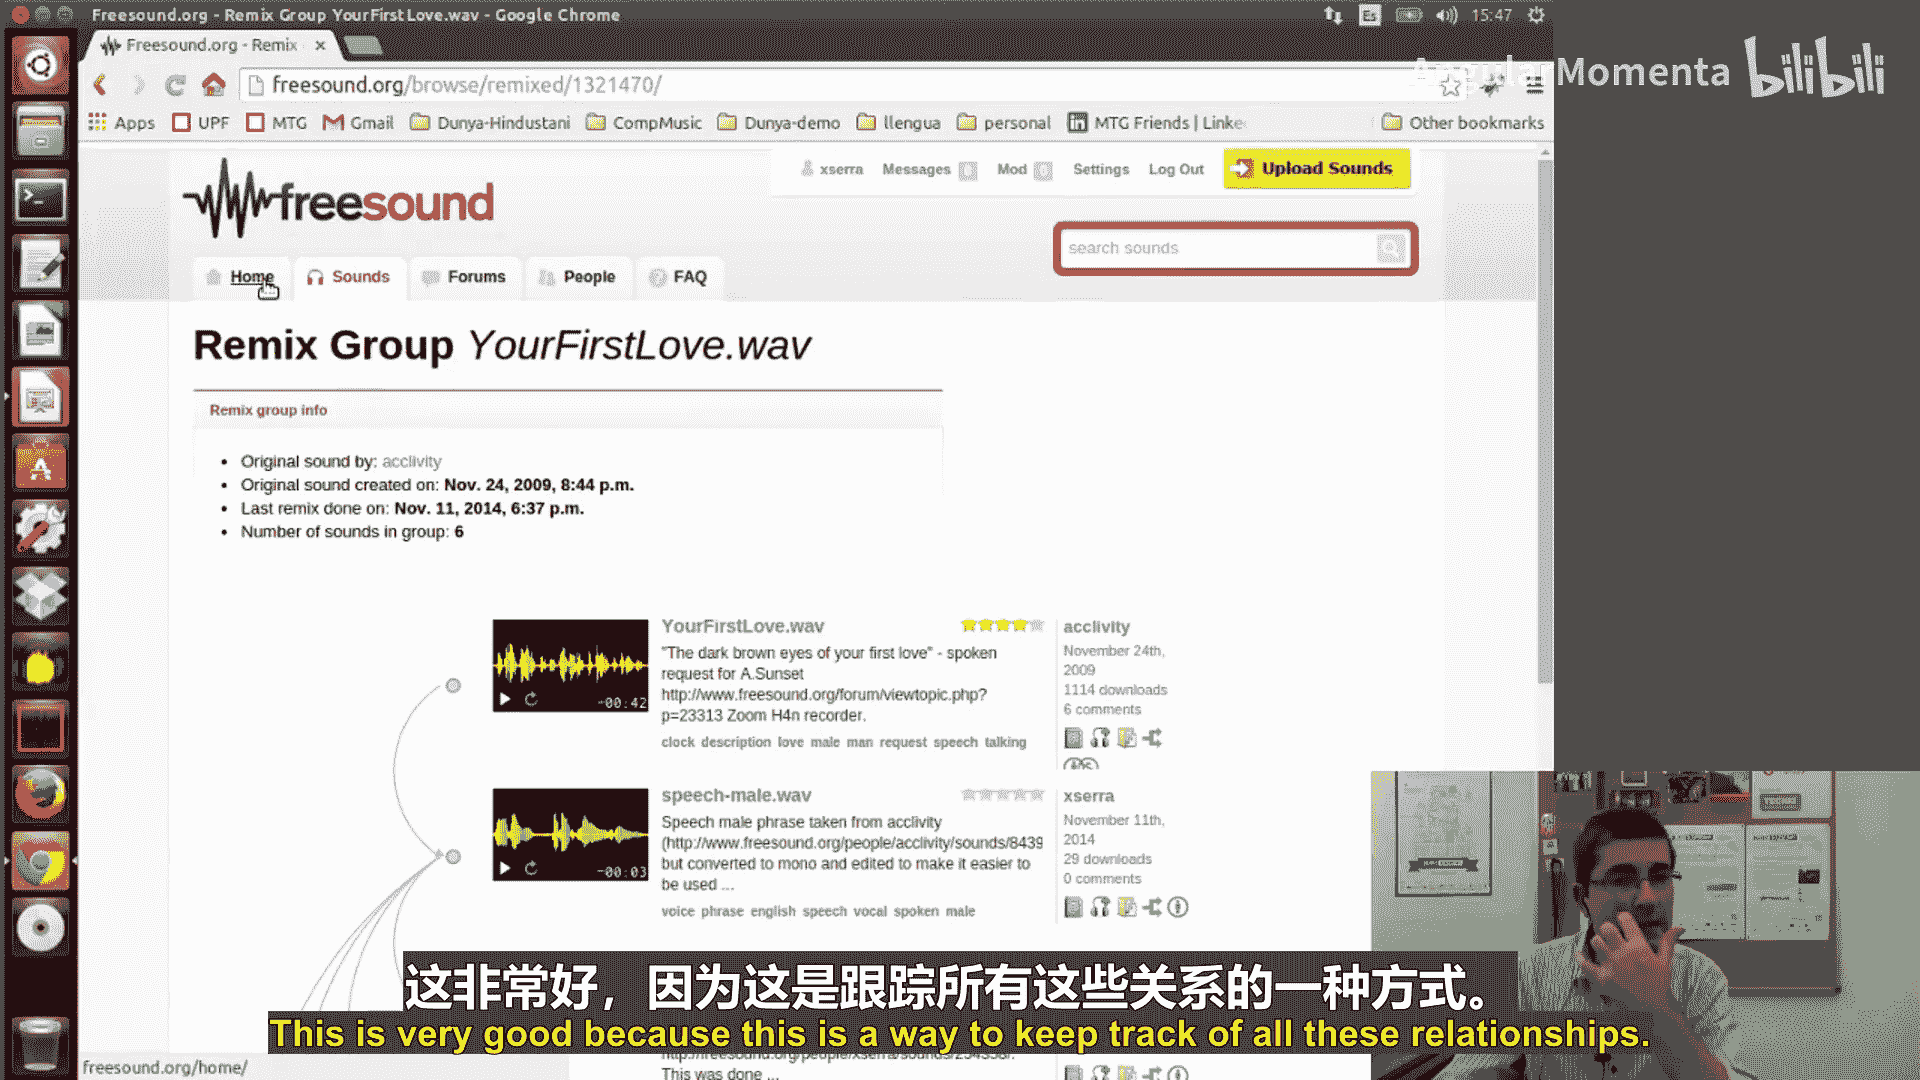 Freesound.org - Remix Group YourFirstLove.wav - Google Chrome
Es
15:47
Freesound.org - Remix
freesound.org/browse/remixed/1321470/
AngularMomenta bilibili
Apps UPF MTG Gmail Dunya-Hindustani CompMusic Dunya-demo llengua personal MTG Friends | Linke Other bookmarks
freesound
xserra Messages Mod Settings Log Out Upload Sounds
search sounds
Home Sounds Forums People FAQ
Remix Group YourFirstLove.wav
Remix group info
Original sound by: acclivity
Original sound created on: Nov. 24, 2009, 8:44 p.m.
Last remix done on: Nov. 11, 2014, 6:37 p.m.
Number of sounds in group: 6
YourFirstLove.wav
"The dark brown eyes of your first love" - spoken
request for A.Sunset
http://www.freesound.org/forum/viewtopic.php?
p=23313 Zoom H4n recorder.
clock description love male man request speech talking
-00:42
acclivity
November 24th,
2009
1114 downloads
6 comments
speech-male.wav
Speech male phrase taken from acclivity
(http://www.freesound.org/people/acclivity/sounds/8439
but converted to mono and edited to make it easier to
be used ...
voice phrase english speech vocal spoken male
-00:03
xserra
November 11th,
2014
29 downloads
0 comments
这非常好，因为这是跟踪所有这些关系的一种方式。
This is very good because this is a way to keep track of all these relationships.
This was done ...
freesound.org/home/